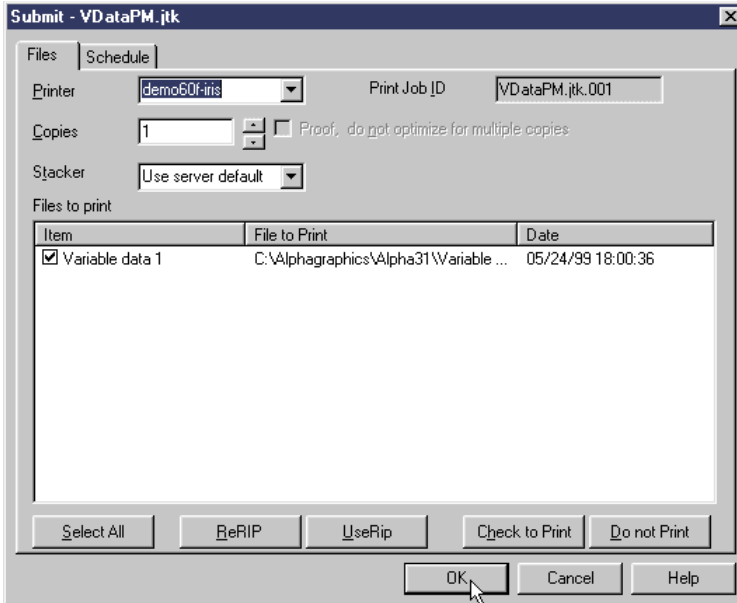 Submit - VDataPM.jtk
Files Schedule
Printer demo60f-iris Print Job ID VDataPM.jtk.001
Copies 1 Proof, do not optimize for multiple copies
Stacker Use server default
Files to print
Item File to Print Date
Variable data 1 C:\Alphagraphics\Alpha31\Variable ... 05/24/99 18:00:36
Select All ReRIP UseRip Check to Print Do not Print
OK Cancel Help